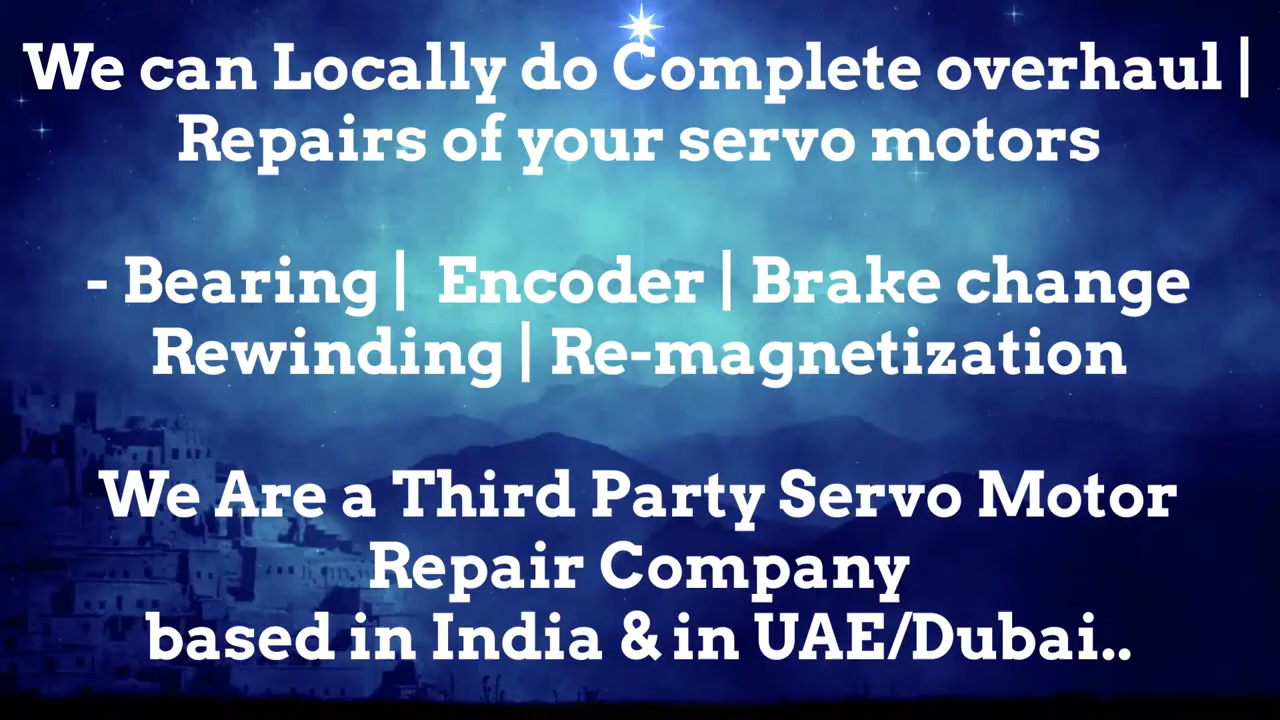 We can Locally do Complete overhaul |
Repairs of your servo motors
- Bearing | Encoder | Brake change
Rewinding | Re-magnetization
We Are a Third Party Servo Motor
Repair Company
based in India & in UAE/Dubai..